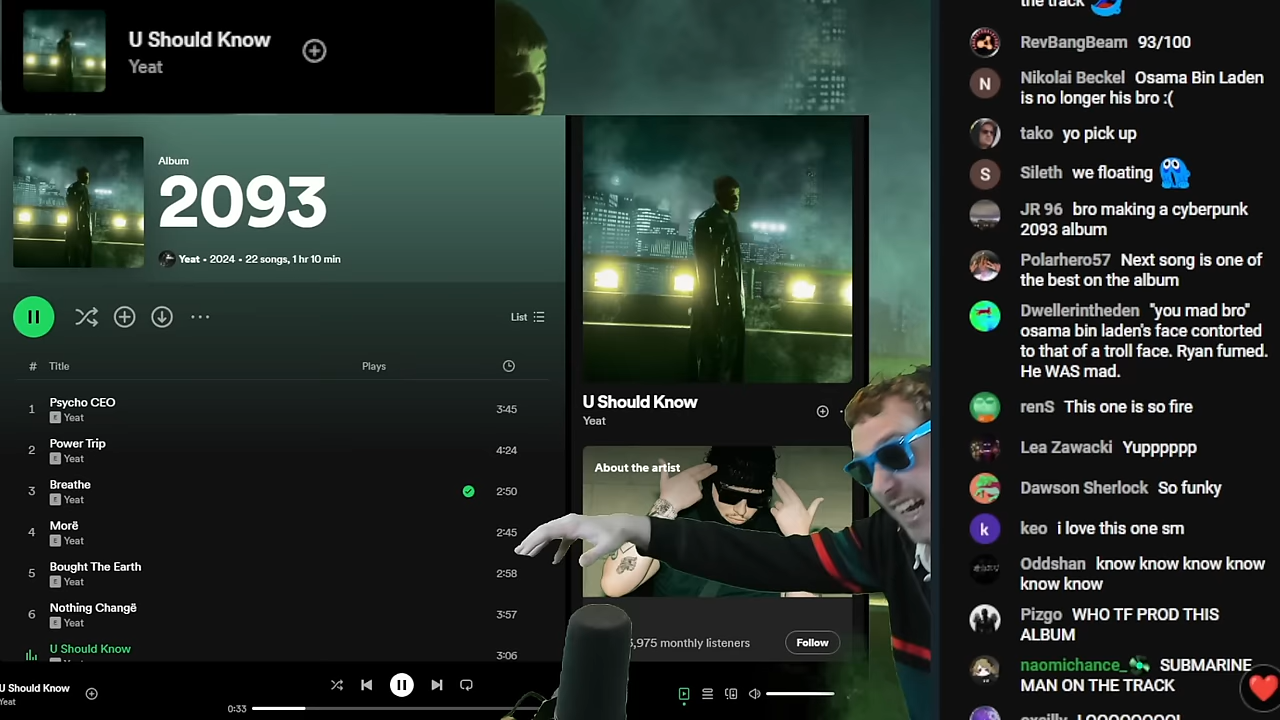 U Should Know
Yeat
Album
2093
Yeat • 2024 • 22 songs, 1 hr 10 min
List
# Title Plays
1 Psycho CEO 3:45
E Yeat
2 Power Trip 4:24
E Yeat
3 Breathe 2:50
E Yeat
4 Morë 2:45
E Yeat
5 Bought The Earth 2:58
E Yeat
6 Nothing Changë 3:57
E Yeat
U Should Know 3:06
U Should Know
Yeat
0:33
U Should Know
Yeat
About the artist
,975 monthly listeners
Follow
the track
RevBangBeam 93/100
N Nikolai Beckel Osama Bin Laden
is no longer his bro :(
tako yo pick up
S Sileth we floating
JR 96 bro making a cyberpunk
2093 album
Polarhero57 Next song is one of
the best on the album
Dwellerintheden "you mad bro"
osama bin laden's face contorted
to that of a troll face. Ryan fumed.
He WAS mad.
renS This one is so fire
Lea Zawacki Yupppppp
Dawson Sherlock So funky
k keo i love this one sm
Oddshan know know know know
know know
Pizgo WHO TF PROD THIS
ALBUM
naomichance_ SUBMARINE
MAN ON THE TRACK